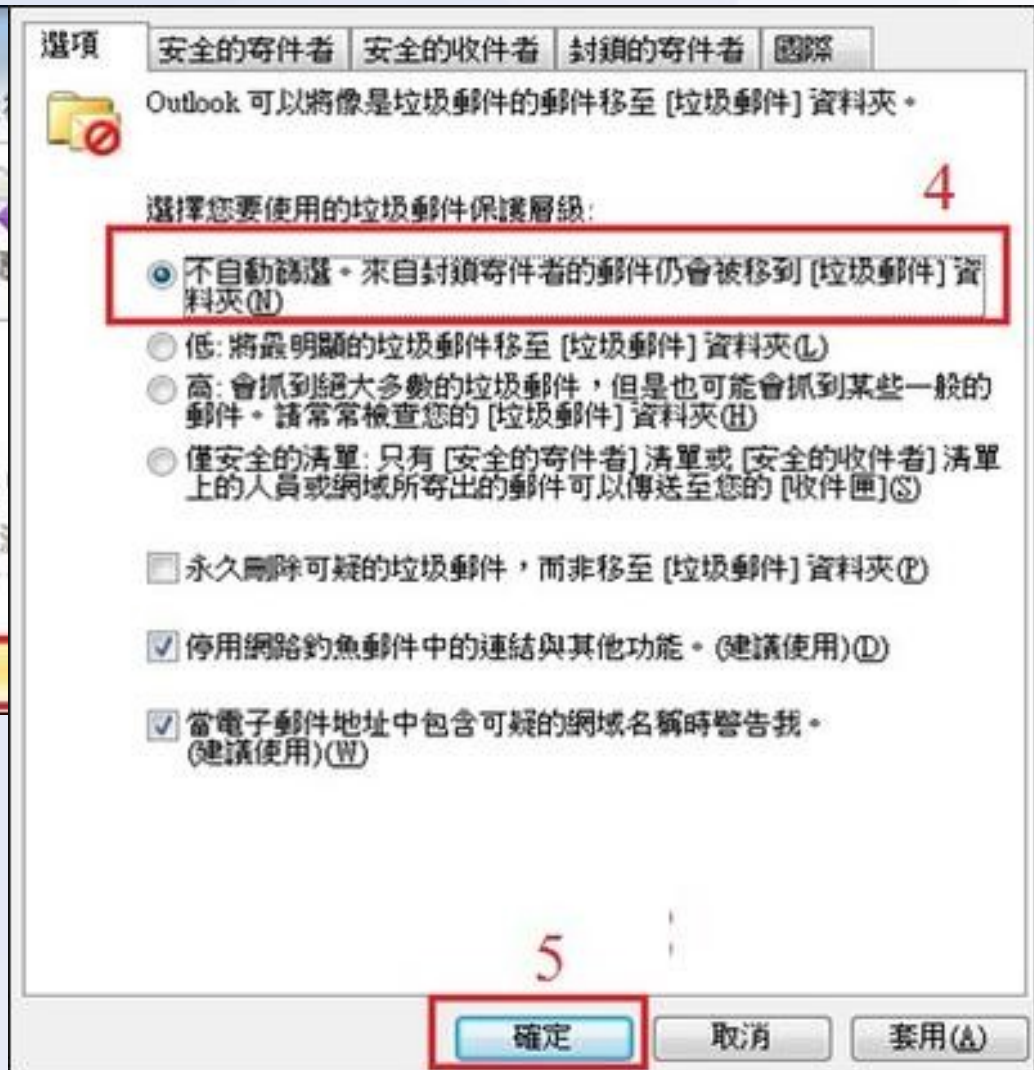 選項 安全的寄件者 安全的收件者 封鎖的寄件者 國際
Outlook 可以將像是垃圾郵件的郵件移至 [垃圾郵件] 資料夾。
4
選擇您要使用的垃圾郵件保護層級:
不自動篩選。來自封鎖寄件者的郵件仍會被移到 [垃圾郵件] 資
料夾(N)
低: 將最明顯的垃圾郵件移至 [垃圾郵件] 資料夾(L)
高: 會抓到絕大多數的垃圾郵件，但是也可能會抓到某些一般的
郵件。請常常檢查您的 [垃圾郵件] 資料夾(H)
僅安全的清單: 只有 [安全的寄件者] 清單或 [安全的收件者] 清單
上的人員或網域所寄出的郵件可以傳送至您的 [收件匣](S)
永久刪除可疑的垃圾郵件，而非移至 [垃圾郵件] 資料夾(P)
停用網路釣魚郵件中的連結與其他功能。(建議使用)(D)
當電子郵件地址中包含可疑的網域名稱時警告我。
(建議使用)(W)
5
確定 取消 套用(A)